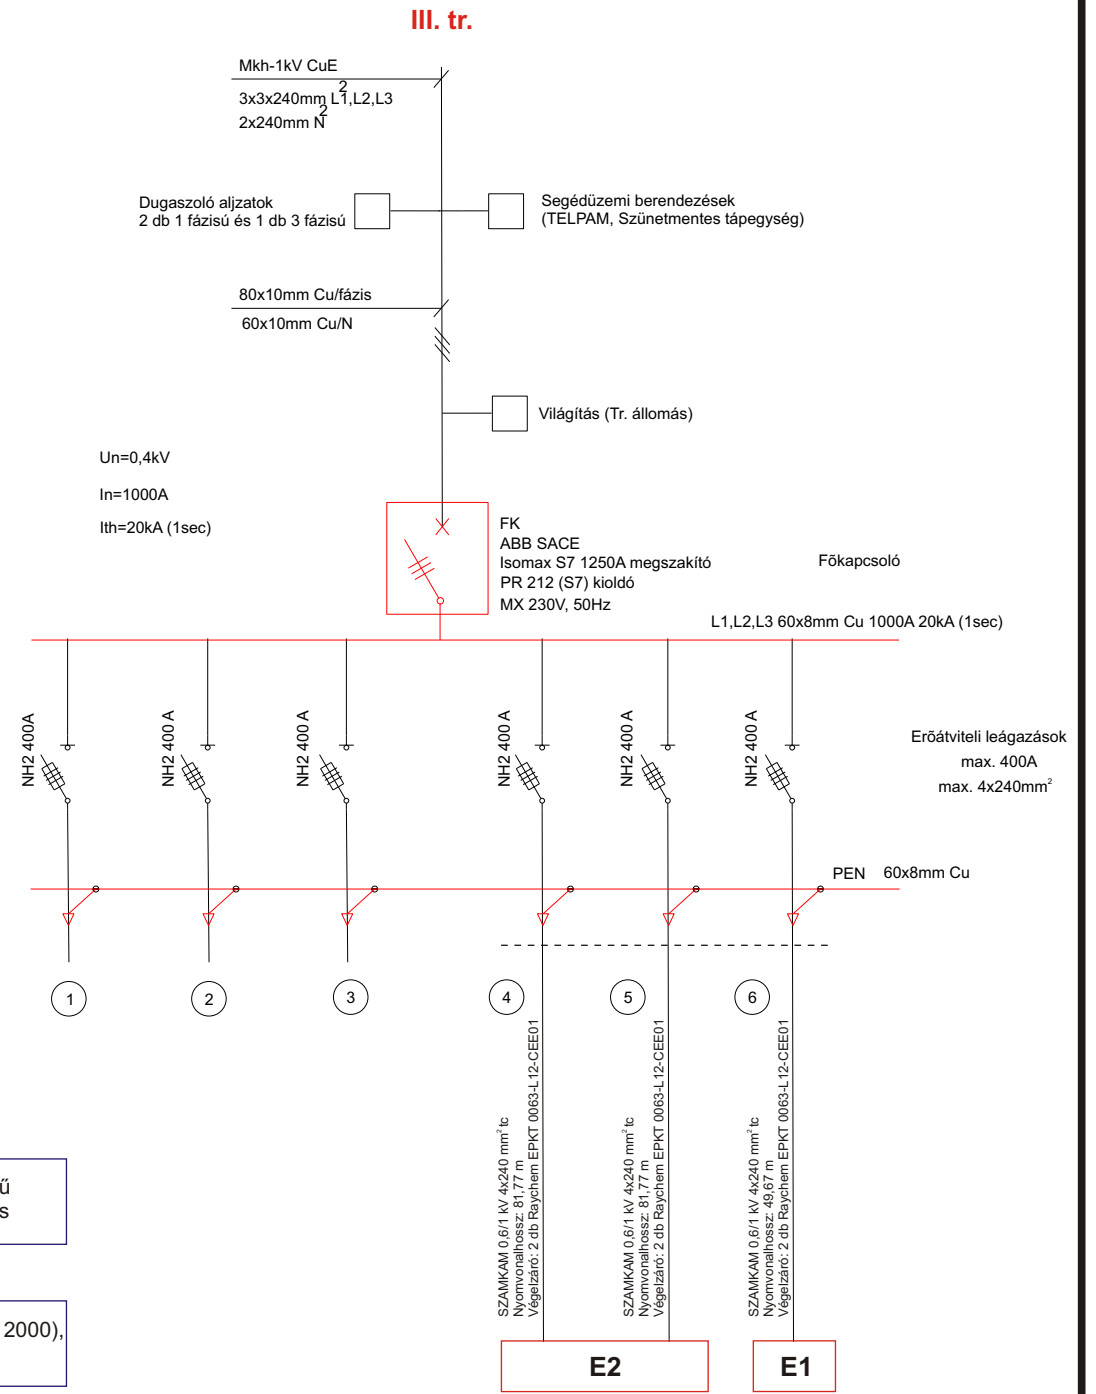 III. tr.
Mkh-1kV CuE
3x3x240mm² L1,L2,L3
2x240mm² N
Dugaszoló aljzatok
2 db 1 fázisú és 1 db 3 fázisú
Segédüzemi berendezések
(TELPAM, Szünetmentes tápegység)
80x10mm Cu/fázis
60x10mm Cu/N
Világítás (Tr. állomás)
Un=0,4kV
In=1000A
Ith=20kA (1sec)
FK
ABB SACE
Isomax S7 1250A megszakító
PR 212 (S7) kioldó
MX 230V, 50Hz
Főkapcsoló
L1,L2,L3 60x8mm Cu 1000A 20kA (1sec)
NH2 400A
NH2 400 A
NH2 400 A
NH2 400 A
NH2 400 A
NH2 400 A
Erõátviteli leágazások
max. 400A
max. 4x240mm²
PEN 60x8mm Cu
1
2
3
4
5
6
SZAMKAM 0,6/1 kV 4x240 mm² tc
Nyomvonalhossz: 81,77 m
Végelzáró: 2 db Raychem EPKT 0063-L12-CEE01
SZAMKAM 0,6/1 kV 4x240 mm² tc
Nyomvonalhossz: 81,77 m
Végelzáró: 2 db Raychem EPKT 0063-L12-CEE01
SZAMKAM 0,6/1 kV 4x240 mm² tc
Nyomvonalhossz: 49,67 m
Végelzáró: 2 db Raychem EPKT 0063-L12-CEE01
ű
s
2000),
E2
E1